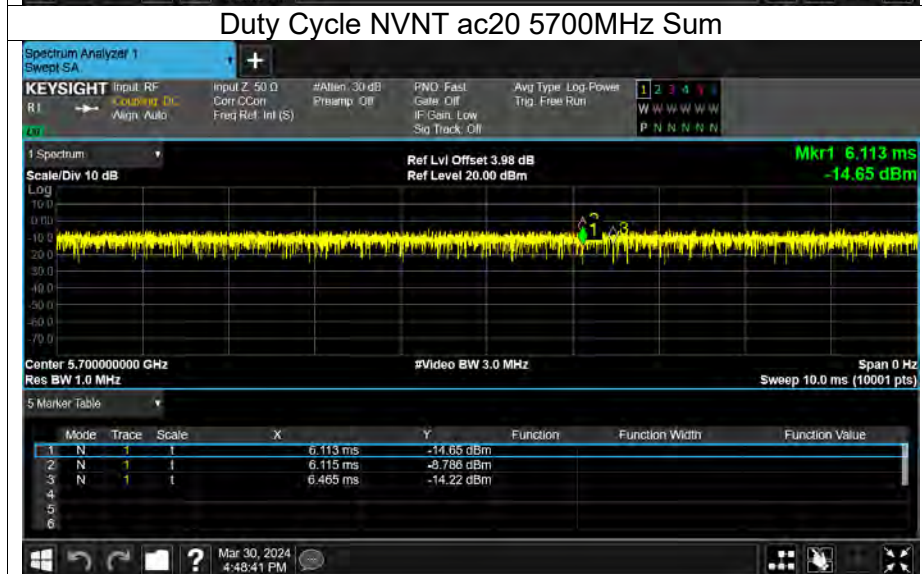 Duty Cycle NVNT ac20 5700MHz Sum
Spectrum Analyzer 1
Swept SA
+
KEYSIGHT Input: RF Input Z: 50 Ω #Atten: 30 dB PNO: Fast Avg Type: Log-Power 1 2 3 4 5 6
Coupling: DC Corr CCorr Preamp: Off Gate: Off Trig: Free Run W W W W W W
Align: Auto Freq Ref: Int (S) IF Gain: Low
Sig Track: Off P N N N N N
1 Spectrum
Ref Lvl Offset 3.98 dB Mkr1 6.113 ms
Scale/Div 10 dB Ref Level 20.00 dBm -14.65 dBm
Log
10.0
0.00
-10.0
-20.0
-30.0
-40.0
-50.0
-60.0
-70.0
1 3
Center 5.700000000 GHz #Video BW 3.0 MHz Span 0 Hz
Res BW 1.0 MHz Sweep 10.0 ms (10001 pts)
5 Marker Table
Mode Trace Scale X Y Function Function Width Function Value
1 N 1 t 6.113 ms -14.65 dBm
2 N 1 t 6.115 ms -8.786 dBm
3 N 1 t 6.465 ms -14.22 dBm
4
5
6
? Mar 30, 2024
4:48:41 PM